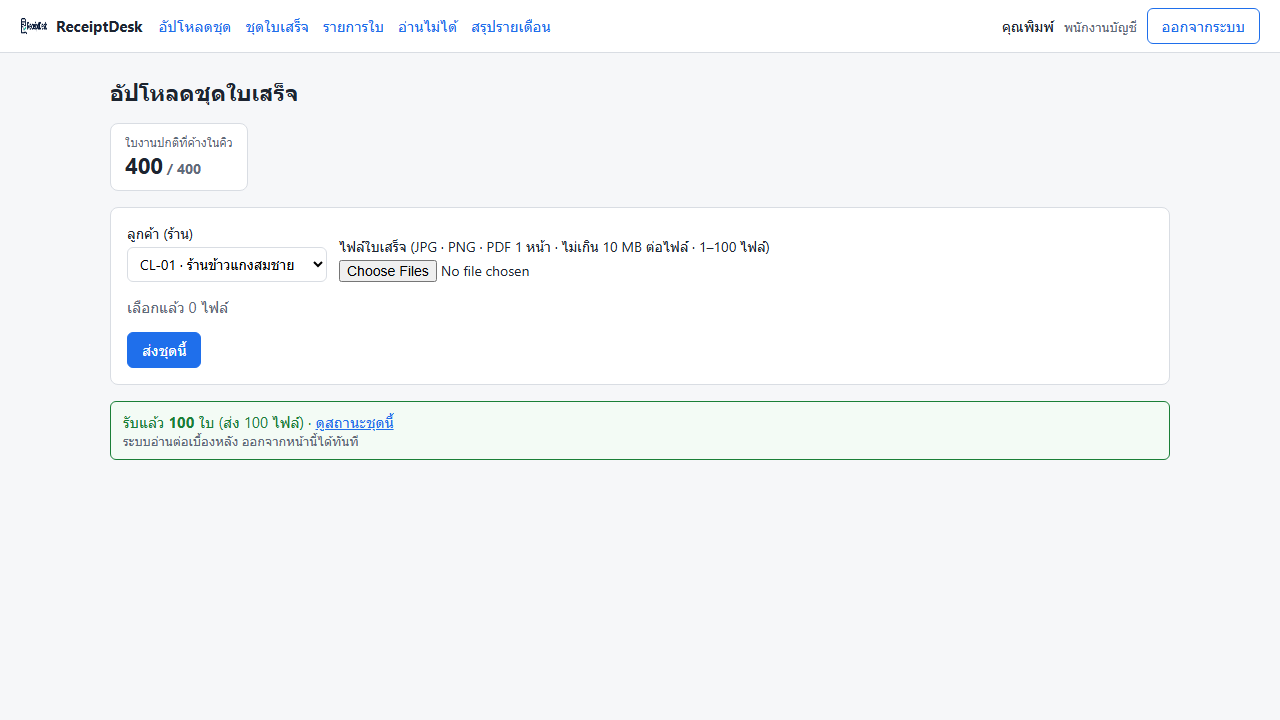 ReceiptDesk อัปโหลดชุด ชุดใบเสร็จ รายการใบ อ่านไม่ได้ สรุปรายเดือน คุณพิมพ์ พนักงานบัญชี ออกจากระบบ
อัปโหลดชุดใบเสร็จ
ใบงานปกติที่ค้างในคิว
400 / 400
ลูกค้า (ร้าน)
CL-01 · ร้านข้าวแกงสมชาย
ไฟล์ใบเสร็จ (JPG · PNG · PDF 1 หน้า · ไม่เกิน 10 MB ต่อไฟล์ · 1–100 ไฟล์)
Choose Files No file chosen
เลือกแล้ว 0 ไฟล์
ส่งชุดนี้
รับแล้ว 100 ใบ (ส่ง 100 ไฟล์) · ดูสถานะชุดนี้
ระบบอ่านต่อเบื้องหลัง ออกจากหน้านี้ได้ทันที